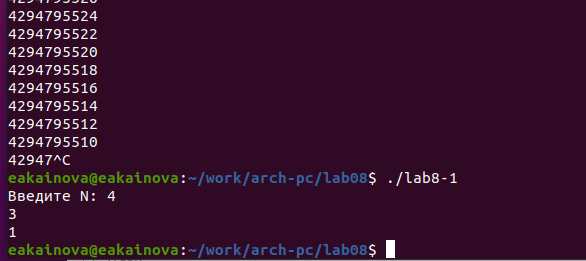 4294795524
4294795522
4294795520
4294795518
4294795516
4294795514
4294795512
4294795510
42947^C
eakainova@eakainova:~/work/arch-pc/lab08$ ./lab8-1
Введите N: 4
3
1
eakainova@eakainova:~/work/arch-pc/lab08$